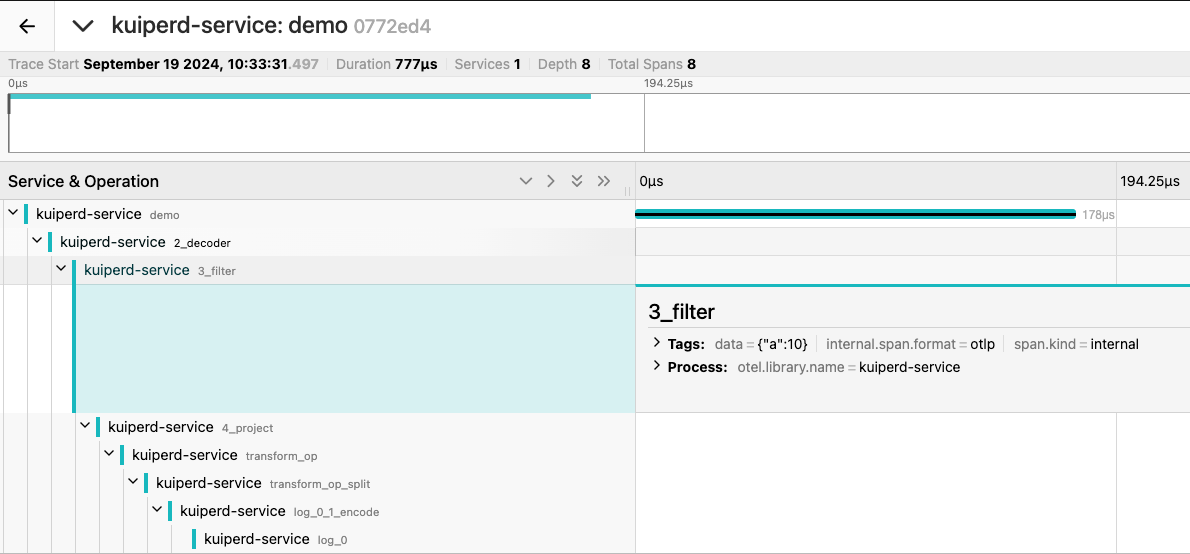 kuiperd-service: demo 0772ed4
Trace Start September 19 2024, 10:33:31.497 Duration 777μs Services 1 Depth 8 Total Spans 8
0μs 194.25μs
Service & Operation 0μs 194.25μs
kuiperd-service demo 178μs
kuiperd-service 2_decoder
kuiperd-service 3_filter
3_filter
Tags: data = {"a":10} internal.span.format = otlp span.kind = internal
Process: otel.library.name = kuiperd-service
kuiperd-service 4_project
kuiperd-service transform_op
kuiperd-service transform_op_split
kuiperd-service log_0_1_encode
kuiperd-service log_0